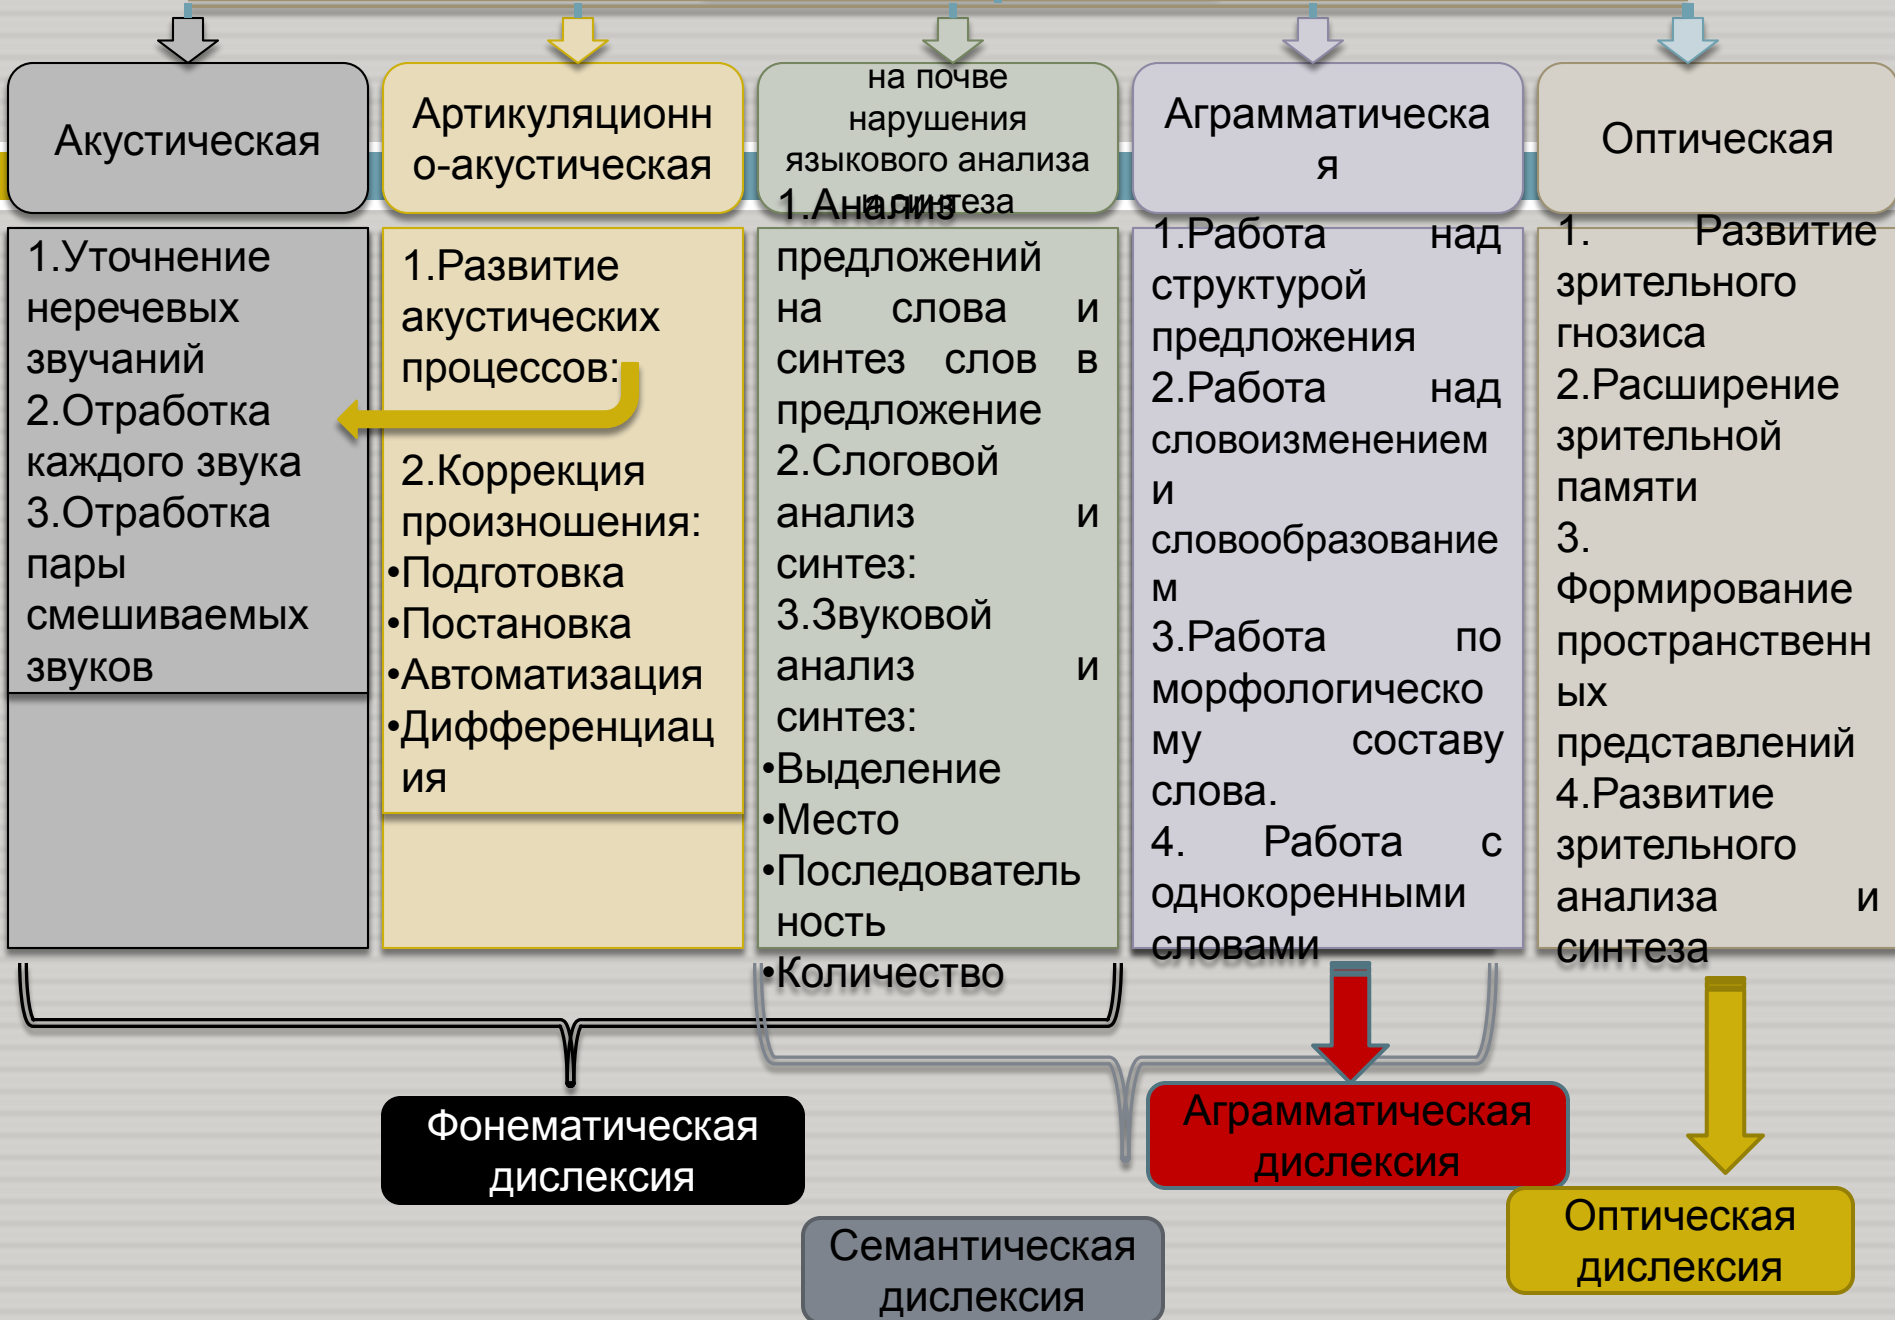 Акустическая
Артикуляционн
о-акустическая
на почве
нарушения
языкового анализа
и синтеза
Аграмматическа
я
Оптическая
1.Уточнение
неречевых
звучаний
2.Отработка
каждого звука
3.Отработка
пары
смешиваемых
звуков
1.Развитие
акустических
процессов:
2.Коррекция
произношения:
•Подготовка
•Постановка
•Автоматизация
•Дифференциац
ия
1.Анализ
предложений
на слова и
синтез слов в
предложение
2.Слоговой
анализ и
синтез:
3.Звуковой
анализ и
синтез:
•Выделение
•Место
•Последователь
ность
•Количество
1.Работа над
структурой
предложения
2.Работа над
словоизменением
и
словообразование
м
3.Работа по
морфологическо
му составу
слова.
4. Работа с
однокоренными
словами
1. Развитие
зрительного
гнозиса
2.Расширение
зрительной
памяти
3.
Формирование
пространственн
ых
представлений
4.Развитие
зрительного
анализа и
синтеза
Фонематическая
дислексия
Семантическая
дислексия
Аграмматическая
дислексия
Оптическая
дислексия